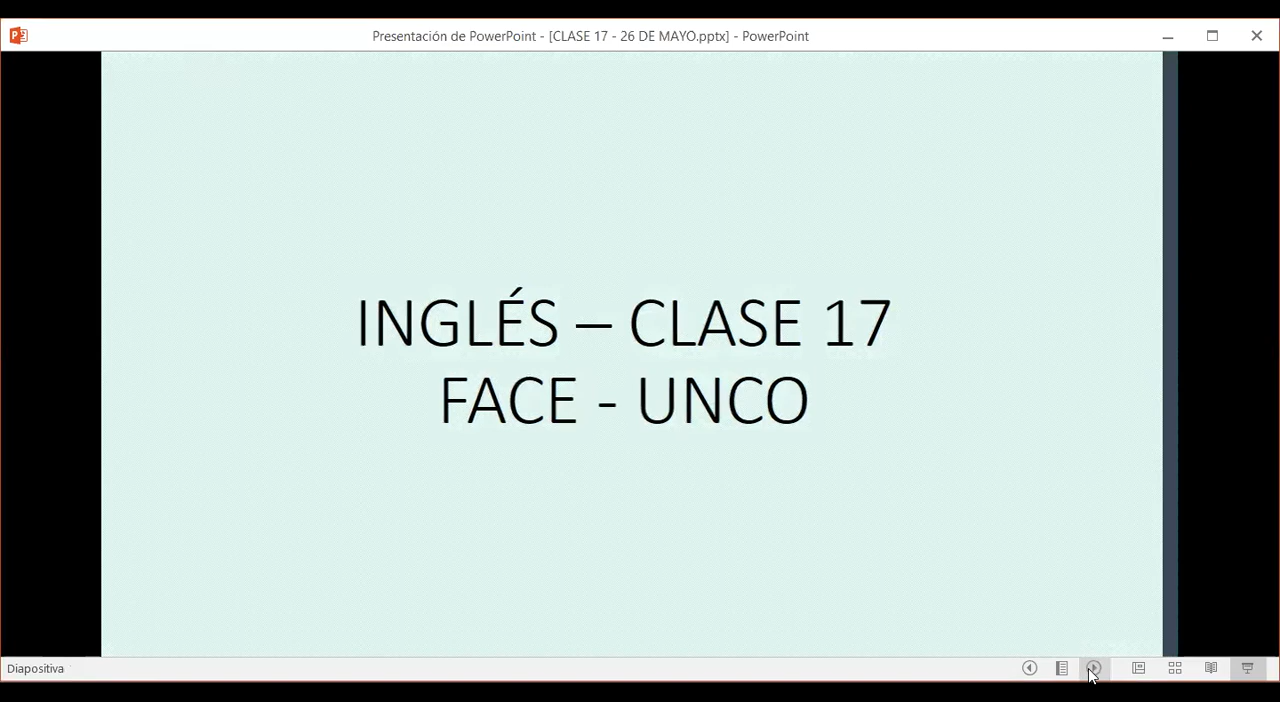 Presentación de PowerPoint - [CLASE 17 - 26 DE MAYO.pptx] - PowerPoint
INGLÉS – CLASE 17
FACE - UNCO
Diapositiva